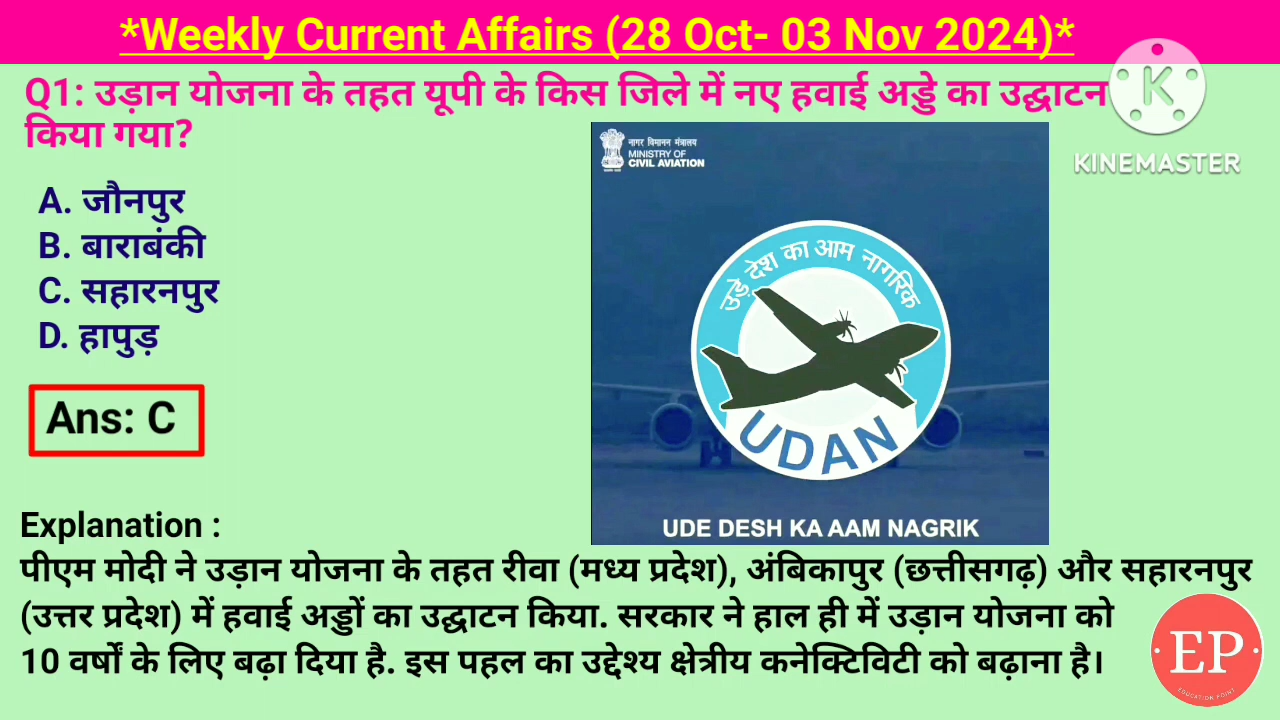 *Weekly Current Affairs (28 Oct- 03 Nov 2024)*
Q1: उड़ान योजना के तहत यूपी के किस जिले में नए हवाई अड्डे का उद्घाटन
किया गया?
K
KINEMASTER
A. जौनपुर
B. बाराबंकी
C. सहारनपुर
D. हापुड़
Ans: C
नागर विमानन मंत्रालय
MINISTRY OF
CIVIL AVIATION
उड़े देश का आम नागरिक
UDAN
UDE DESH KA AAM NAGRIK
Explanation :
पीएम मोदी ने उड़ान योजना के तहत रीवा (मध्य प्रदेश), अंबिकापुर (छत्तीसगढ़) और सहारनपुर
(उत्तर प्रदेश) में हवाई अड्डों का उद्घाटन किया. सरकार ने हाल ही में उड़ान योजना को
10 वर्षों के लिए बढ़ा दिया है. इस पहल का उद्देश्य क्षेत्रीय कनेक्टिविटी को बढ़ाना है।
EP
EDUCATION POINT